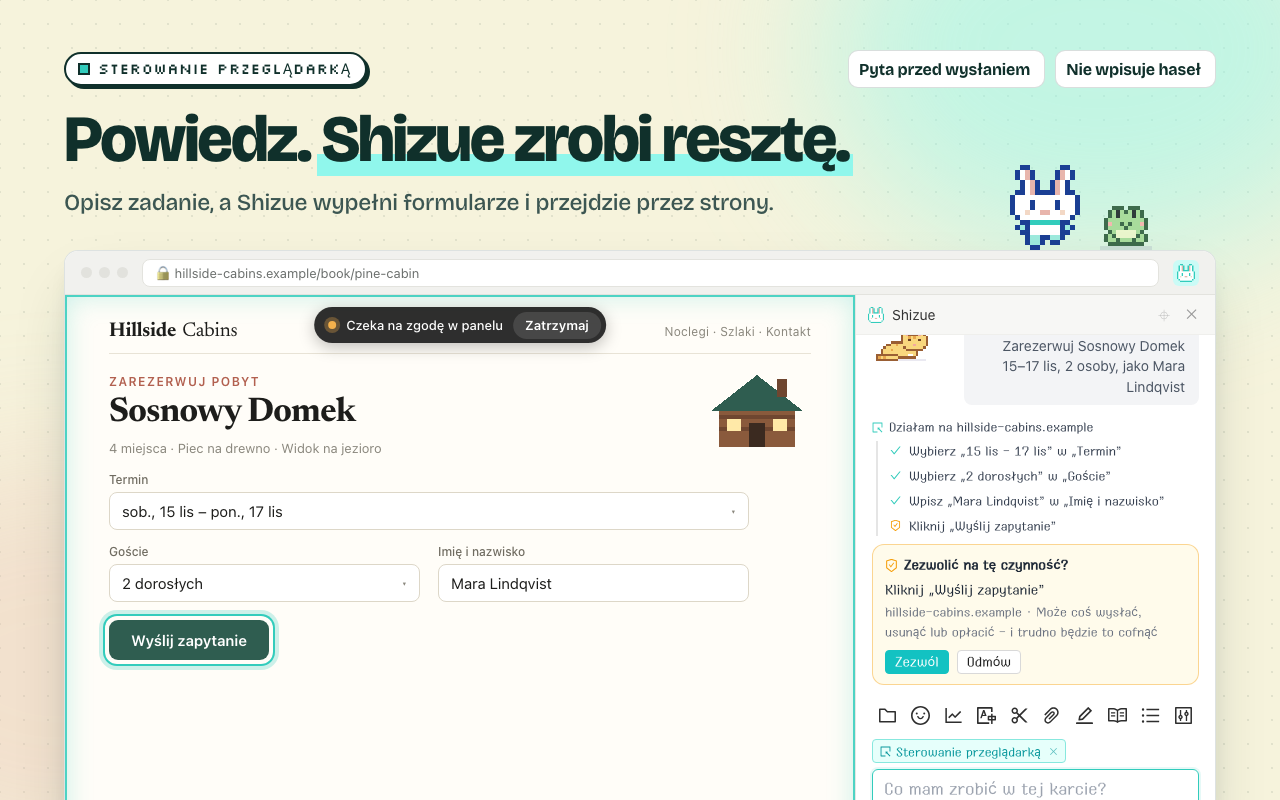 STEROWANIE PRZEGLĄDARKĄ
Pyta przed wysłaniem
Nie wpisuje haseł
Powiedz. Shizue zrobi resztę.
Opisz zadanie, a Shizue wypełni formularze i przejdzie przez strony.
hillside-cabins.example/book/pine-cabin
Hillside Cabins
Czeka na zgodę w panelu
Zatrzymaj
Noclegi · Szlaki · Kontakt
ZAREZERWUJ POBYT
Sosnowy Domek
4 miejsca · Piec na drewno · Widok na jezioro
Termin
sob., 15 lis – pon., 17 lis
Goście
Imię i nazwisko
2 dorosłych
Mara Lindqvist
Wyślij zapytanie
Shizue
Zarezerwuj Sosnowy Domek
15–17 lis, 2 osoby, jako Mara
Lindqvist
Działam na hillside-cabins.example
Wybierz „15 lis – 17 lis” w „Termin”
Wybierz „2 dorosłych” w „Goście”
Wpisz „Mara Lindqvist” w „Imię i nazwisko”
Kliknij „Wyślij zapytanie”
Zezwolić na tę czynność?
Kliknij „Wyślij zapytanie”
hillside-cabins.example · Może coś wysłać,
usunąć lub opłacić – i trudno będzie to cofnąć
Zezwól
Odmów
Sterowanie przeglądarką
Co mam zrobić w tej karcie?